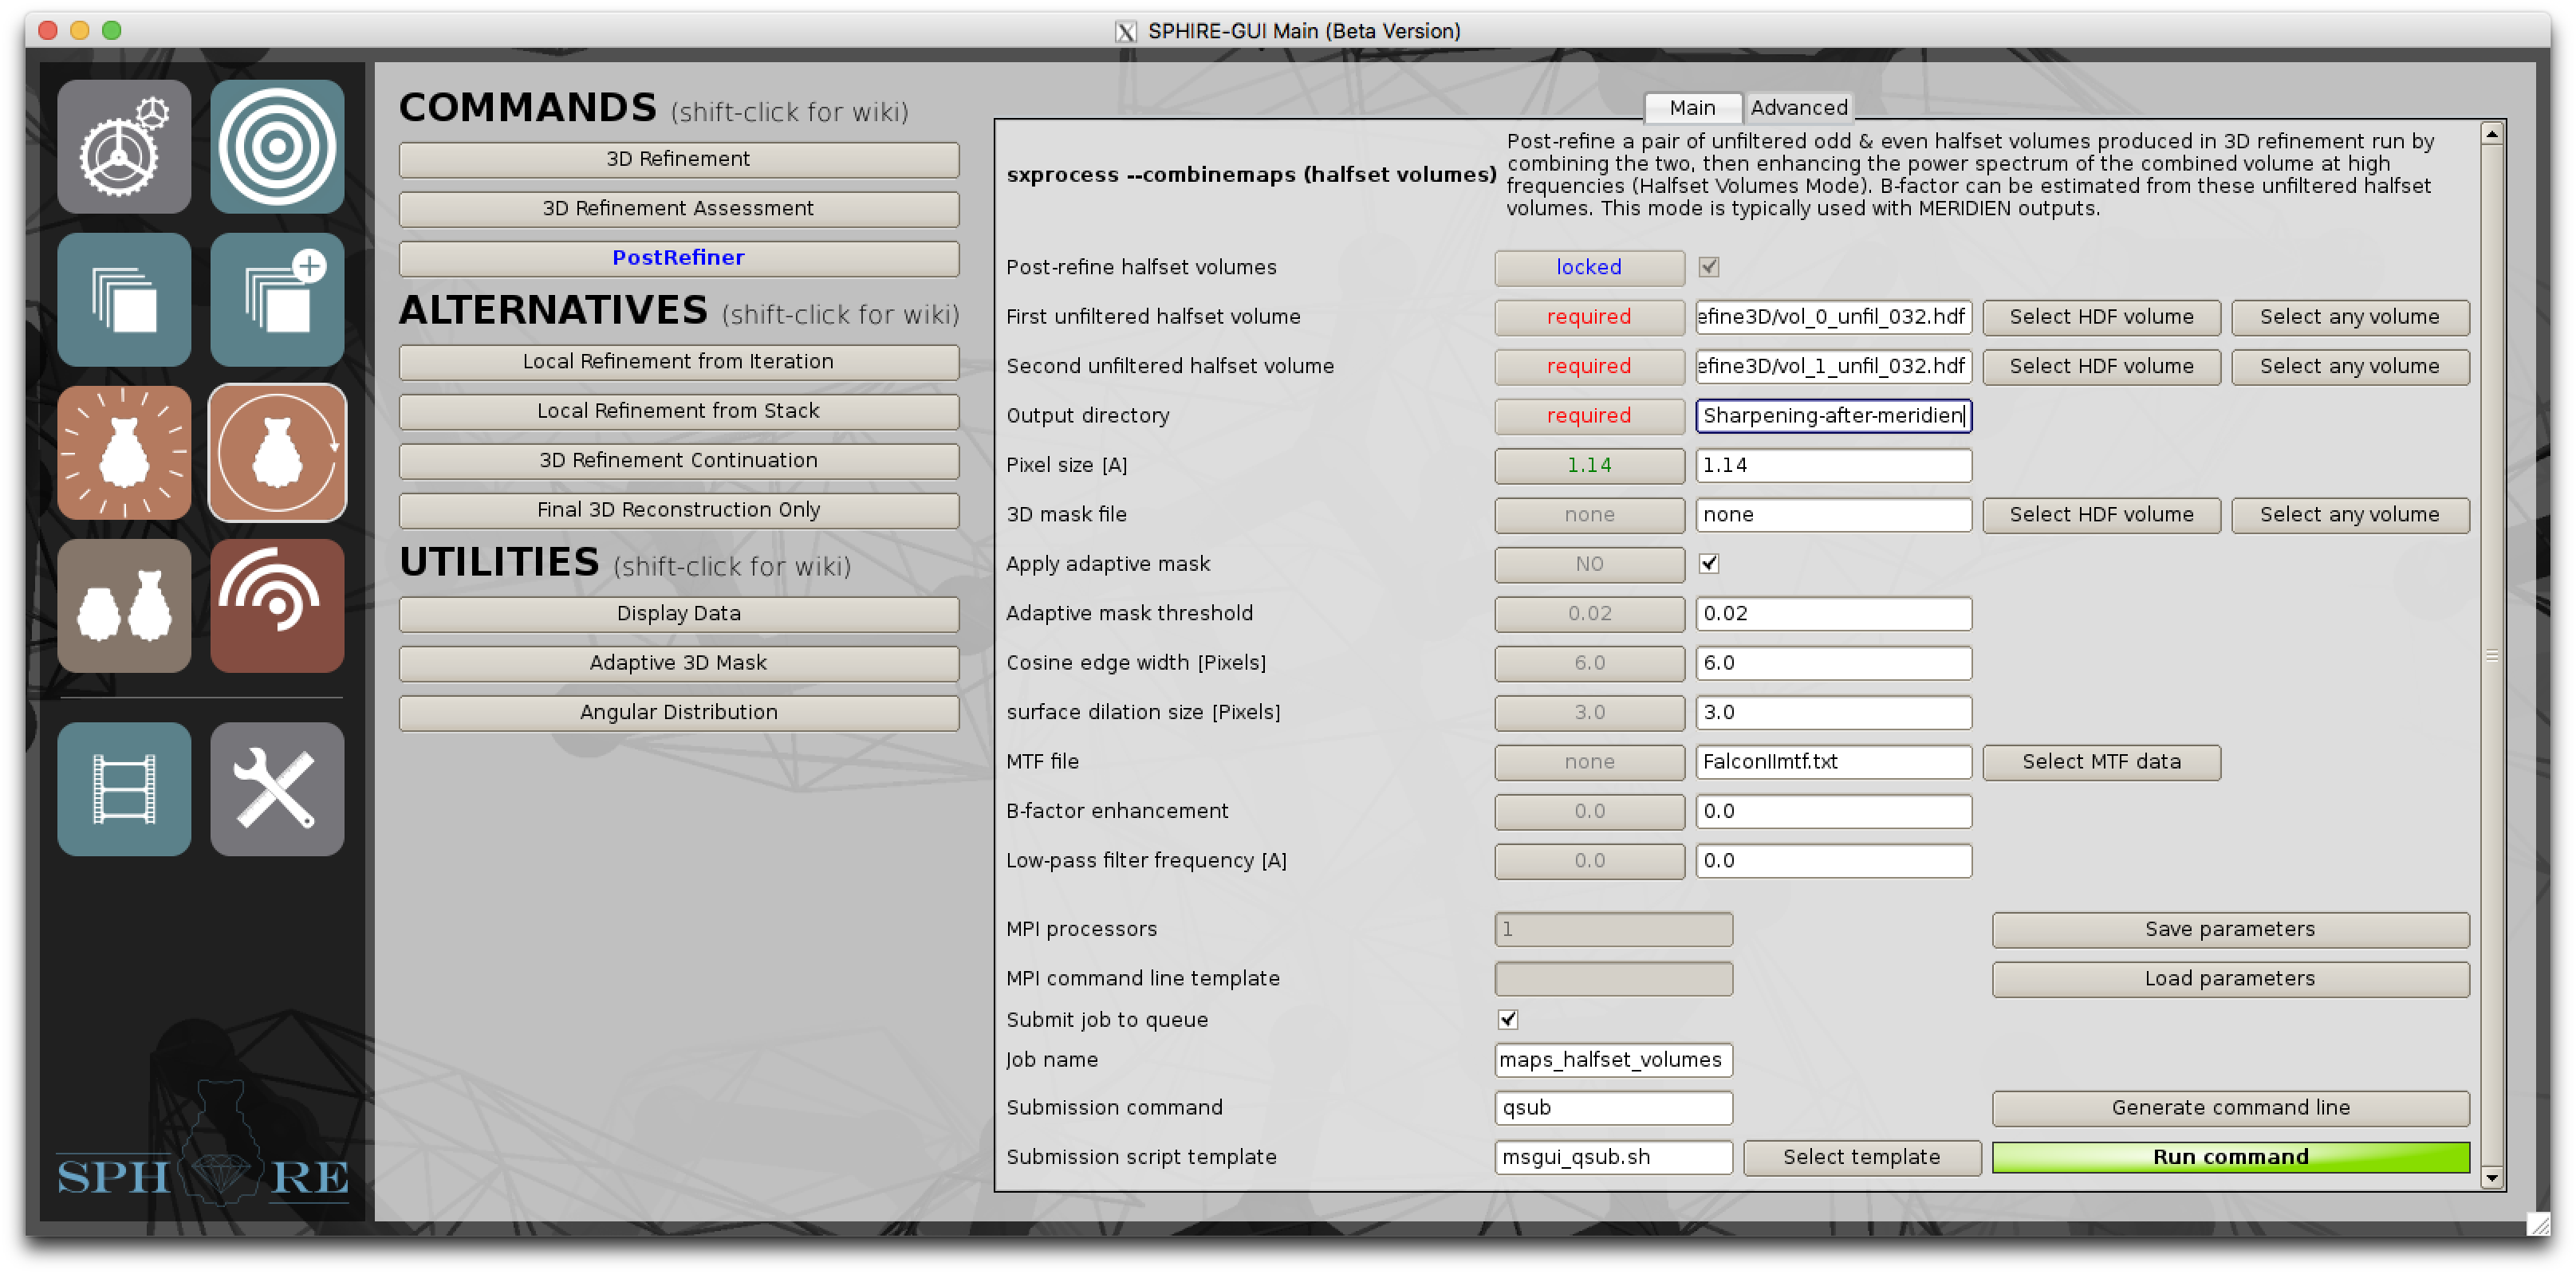 SPHIRE-GUI Main (Beta Version)
COMMANDS (shift-click for wiki)
3D Refinement
3D Refinement Assessment
PostRefiner
ALTERNATIVES (shift-click for wiki)
Local Refinement from Iteration
Local Refinement from Stack
3D Refinement Continuation
Final 3D Reconstruction Only
UTILITIES (shift-click for wiki)
Display Data
Adaptive 3D Mask
Angular Distribution
SPH RE
Main Advanced
sxprocess --combinemaps (halfset volumes)
Post-refine a pair of unfiltered odd & even halfset volumes produced in 3D refinement run by
combining the two, then enhancing the power spectrum of the combined volume at high
frequencies (Halfset Volumes Mode). B-factor can be estimated from these unfiltered halfset
volumes. This mode is typically used with MERIDIEN outputs.
Post-refine halfset volumes locked
First unfiltered halfset volume required efine3D/vol_0_unfil_032.hdf Select HDF volume Select any volume
Second unfiltered halfset volume required efine3D/vol_1_unfil_032.hdf Select HDF volume Select any volume
Output directory required Sharpening-after-meridien
Pixel size [A] 1.14 1.14
3D mask file none none Select HDF volume Select any volume
Apply adaptive mask NO
Adaptive mask threshold 0.02 0.02
Cosine edge width [Pixels] 6.0 6.0
surface dilation size [Pixels] 3.0 3.0
MTF file none FalconIImtf.txt Select MTF data
B-factor enhancement 0.0 0.0
Low-pass filter frequency [A] 0.0 0.0
MPI processors 1 Save parameters
MPI command line template Load parameters
Submit job to queue
Job name maps_halfset_volumes
Submission command qsub Generate command line
Submission script template msgui_qsub.sh Select template Run command